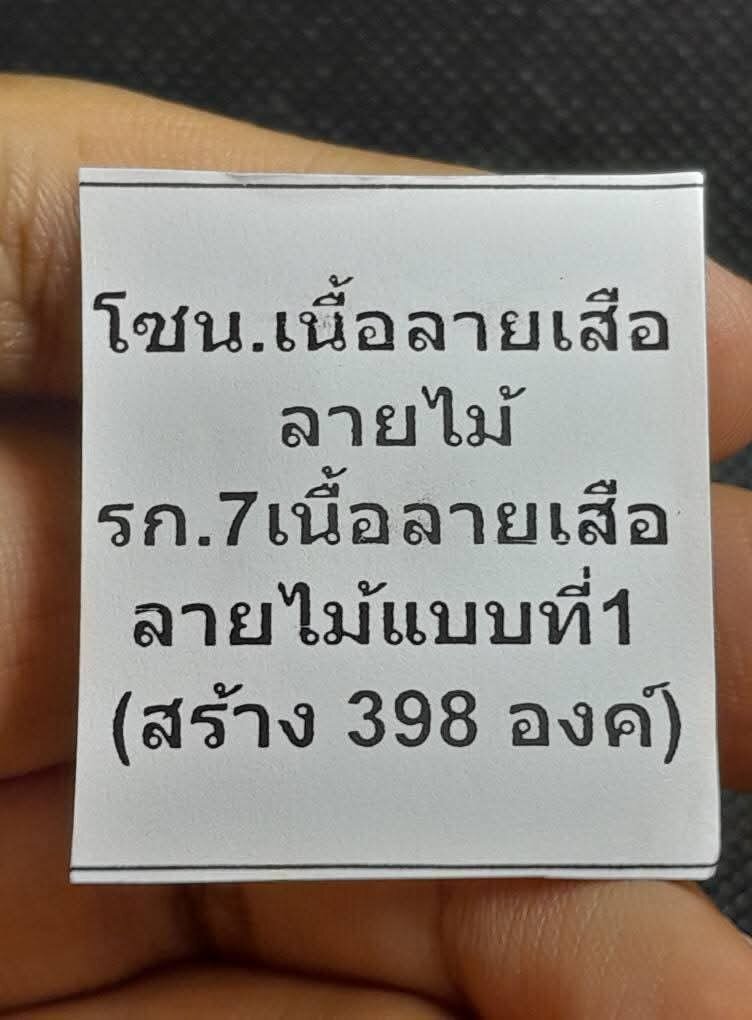 โซน.เนื้อลายเสือ
ลายไม้
รก.7เนื้อลายเสือ
ลายไม้แบบที่1
(สร้าง 398 องค์)